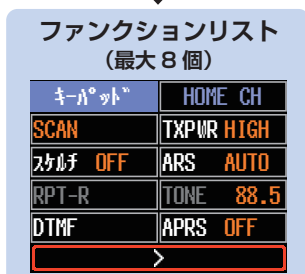 ファンクションリスト
（最大 8 個）
ｷｰﾊﾟｯﾄﾞ HOME CH
SCAN TXPWR HIGH
ｽｹﾙﾁ OFF ARS AUTO
RPT-R TONE 88.5
DTMF APRS OFF
>